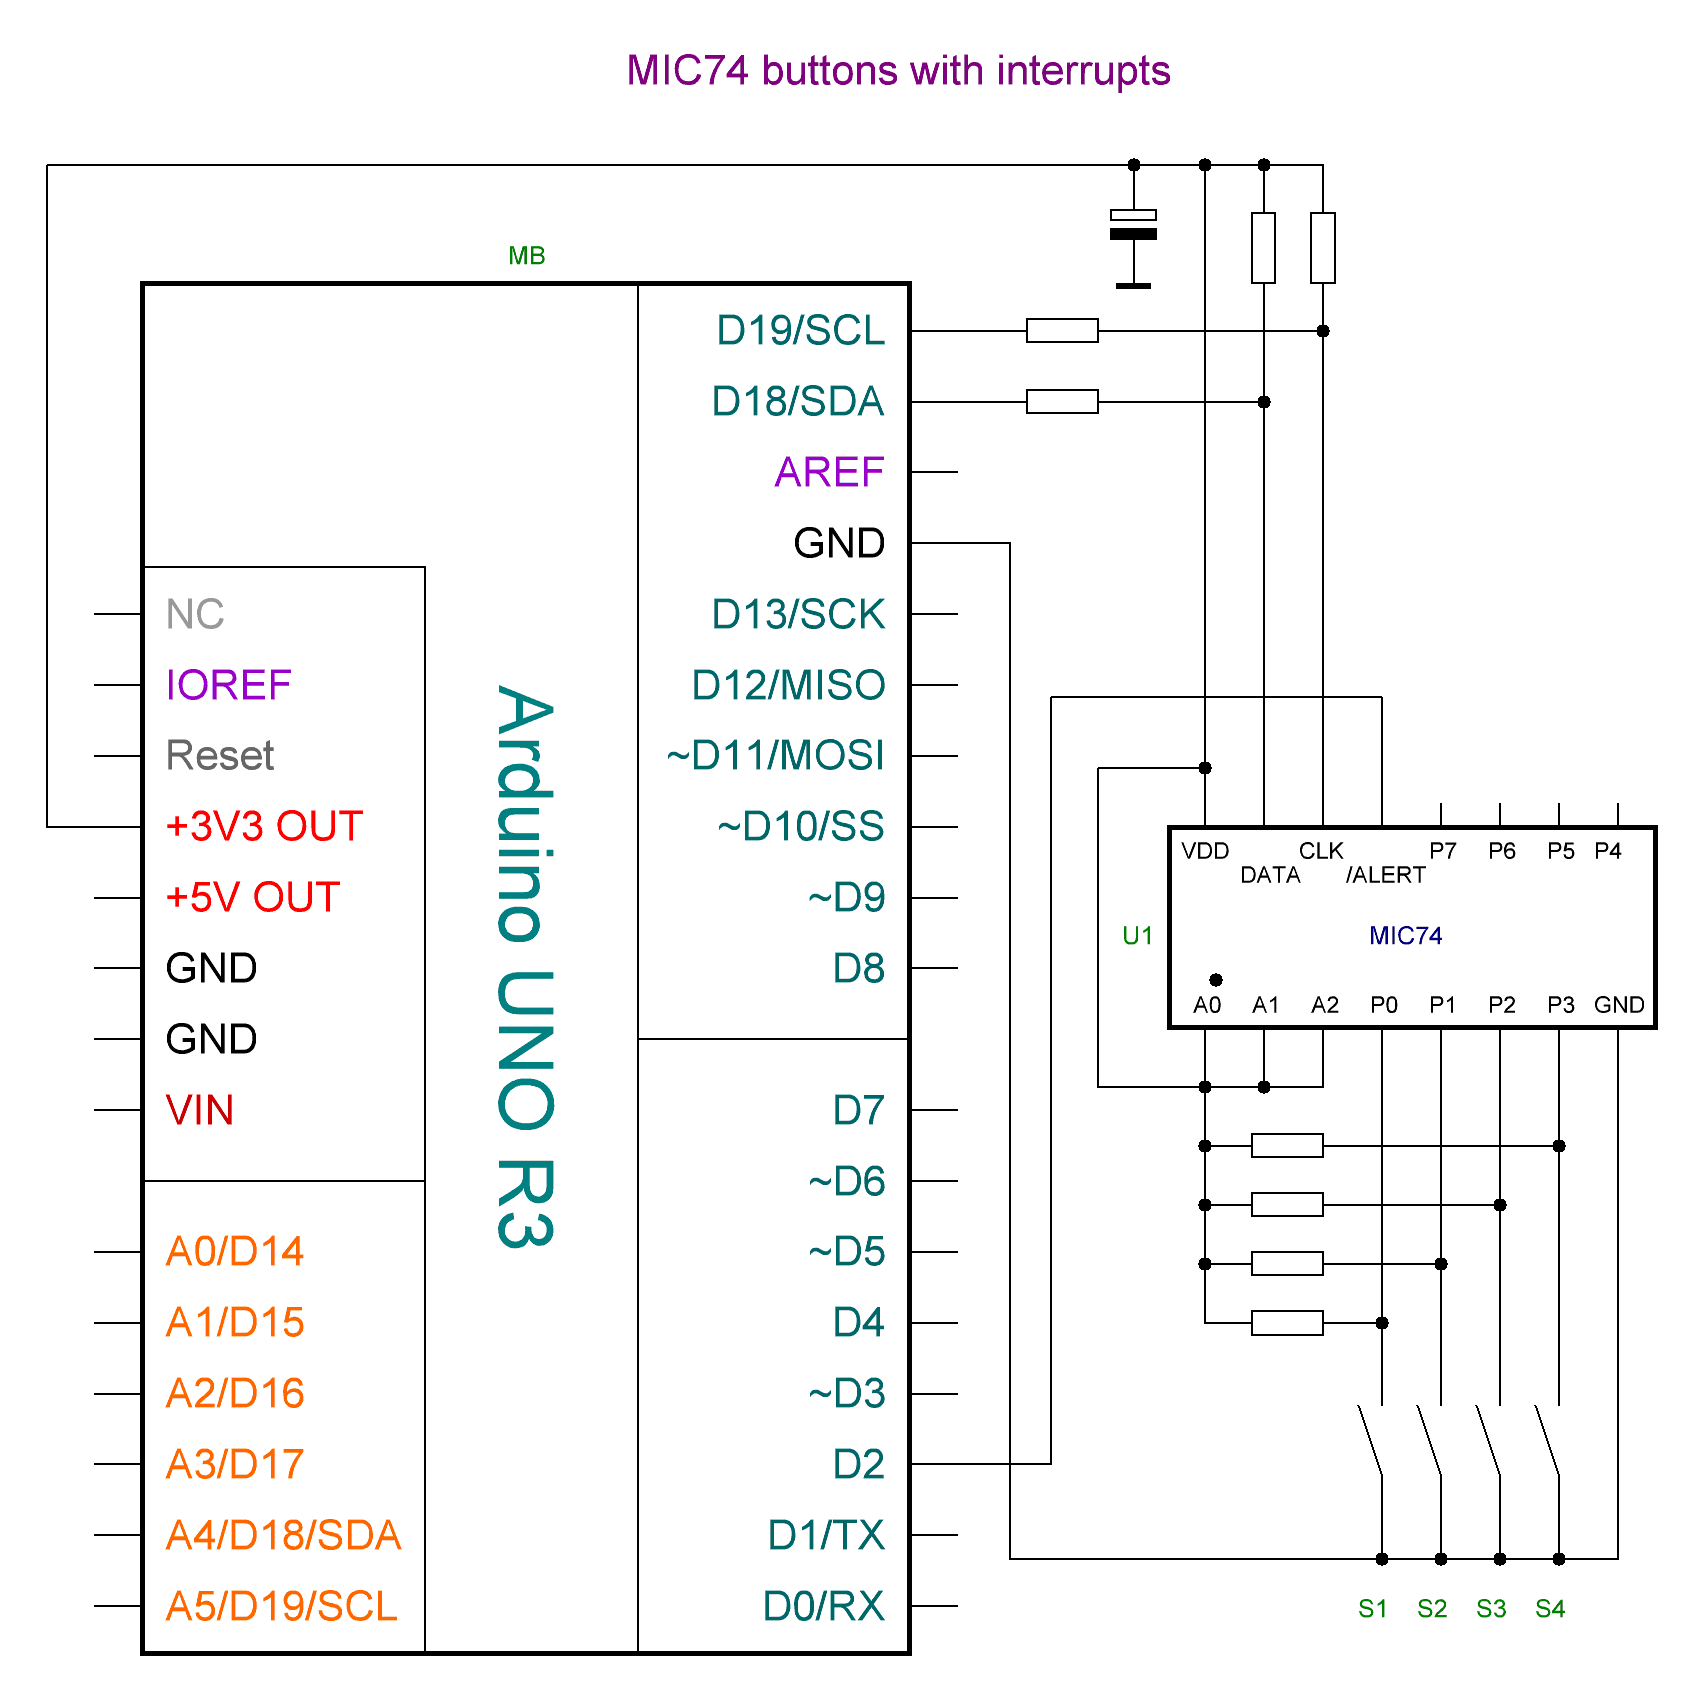 MIC74 buttons with interrupts
MB
D19/SCL
D18/SDA
AREF
GND
D13/SCK
D12/MISO
~D11/MOSI
~D10/SS
~D9
D8
D7
~D6
~D5
D4
~D3
D2
D1/TX
D0/RX
NC
IOREF
Reset
+3V3 OUT
+5V OUT
GND
GND
VIN
A0/D14
A1/D15
A2/D16
A3/D17
A4/D18/SDA
A5/D19/SCL
Arduino UNO R3
VDD CLK P7 P6 P5 P4
DATA /ALERT
U1
MIC74
A0 A1 A2 P0 P1 P2 P3 GND
S1 S2 S3 S4